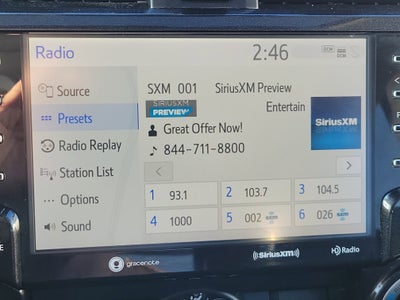 Radio 2:46
Source
Presets
Radio Replay
Station List
Options
Sound
SXM 001 SiriusXM Preview
SIRIUSXM
PREVIEW
Entertain
Great Offer Now!
844-711-8800
SiriusXM
1 93.1
2 103.7
3 104.5
4 1000
5 002 SXM
6 026 SXM
gracenote
SiriusXM
HD Radio